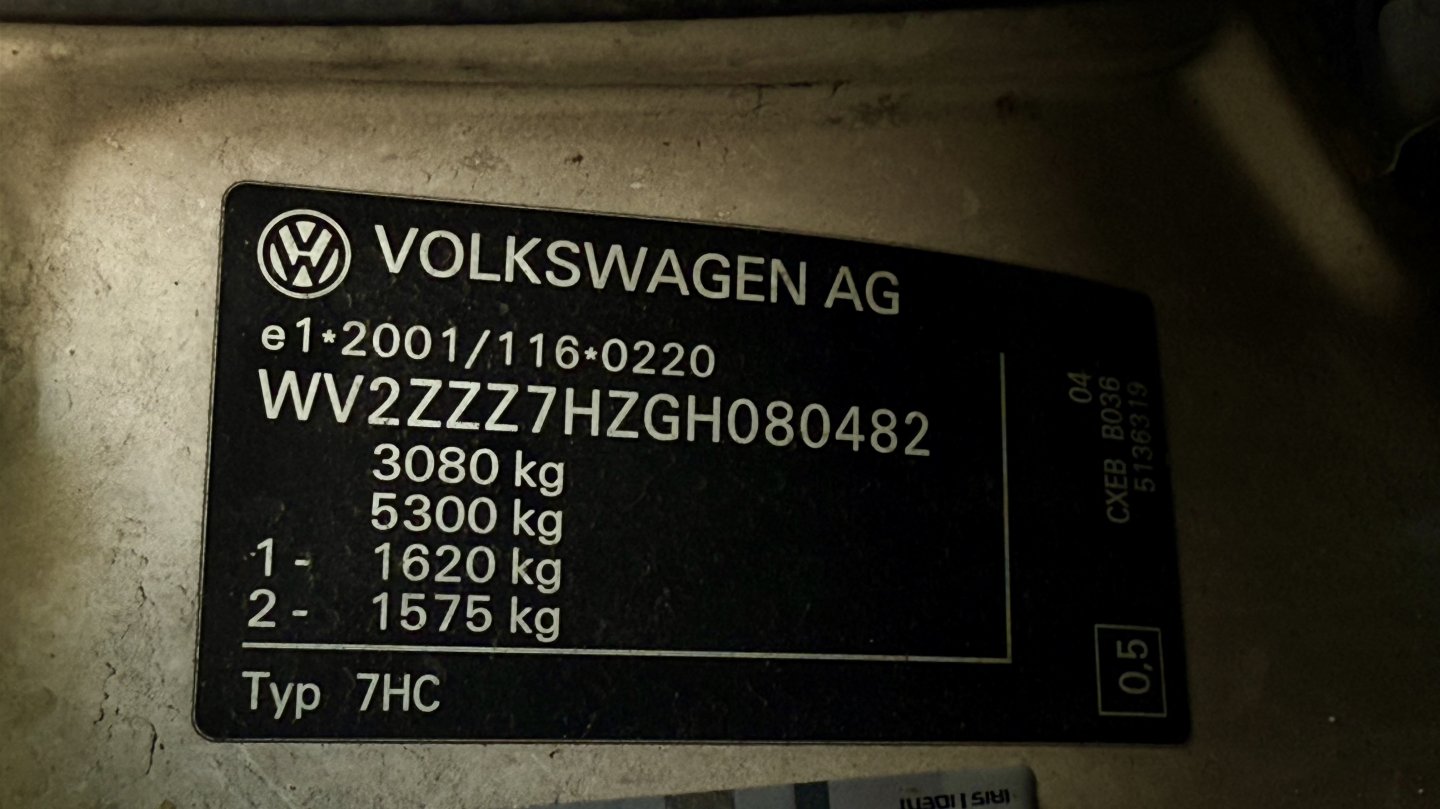 VOLKSWAGEN AG
e1*2001/116*0220
WV2ZZZ7HZGH080482
3080 kg
5300 kg
1 - 1620 kg
2 - 1575 kg
Typ 7HC
04
CXEB B036
5136319
0,5